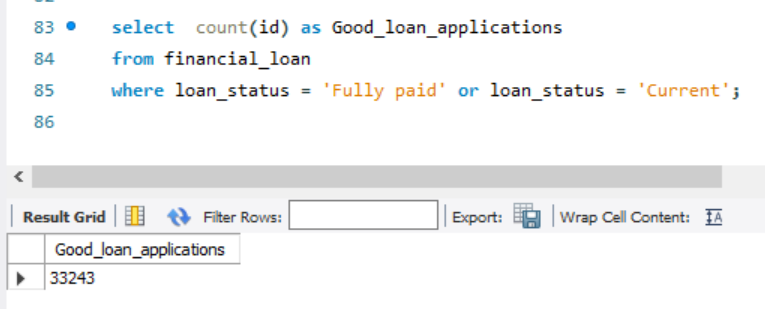 83 select count(id) as Good_loan_applications
84 from financial_loan
85 where loan_status = 'Fully paid' or loan_status = 'Current';
86
Result Grid Filter Rows: Export: Wrap Cell Content:
Good_loan_applications
33243